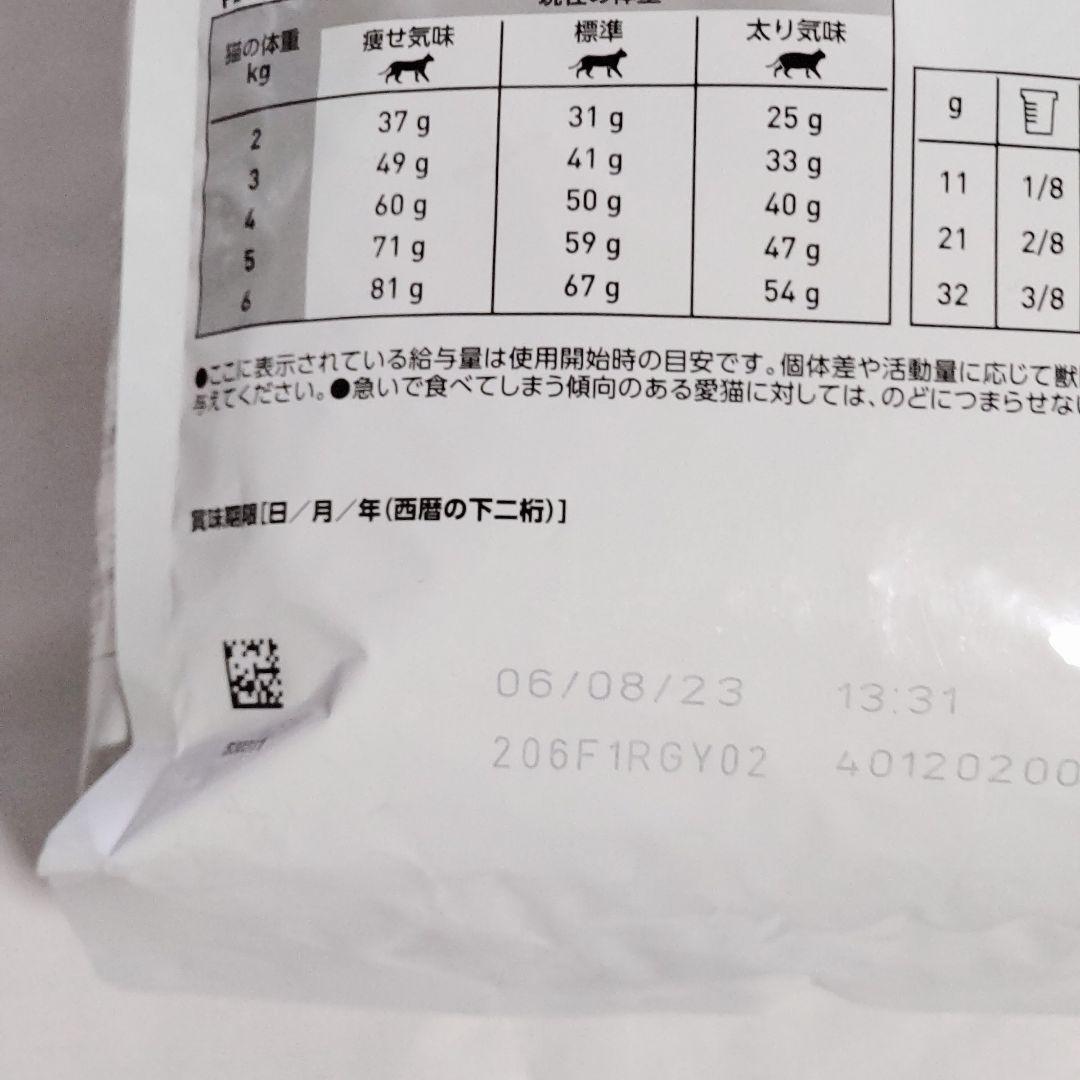 猫の体重 kg 痩せ気味 標準 太り気味
2 37 g 31 g 25 g
3 49 g 41 g 33 g
4 60 g 50 g 40 g
5 71 g 59 g 47 g
6 81 g 67 g 54 g
g
11 1/8
21 2/8
32 3/8
●ここに表示されている給与量は使用開始時の目安です。個体差や活動量に応じて獣
与えてください。●急いで食べてしまう傾向のある愛猫に対しては、のどにつまらせない
賞味期限[日/月/年(西暦の下二桁)]
06/08/23 13:31
206F1RGY02 40120200